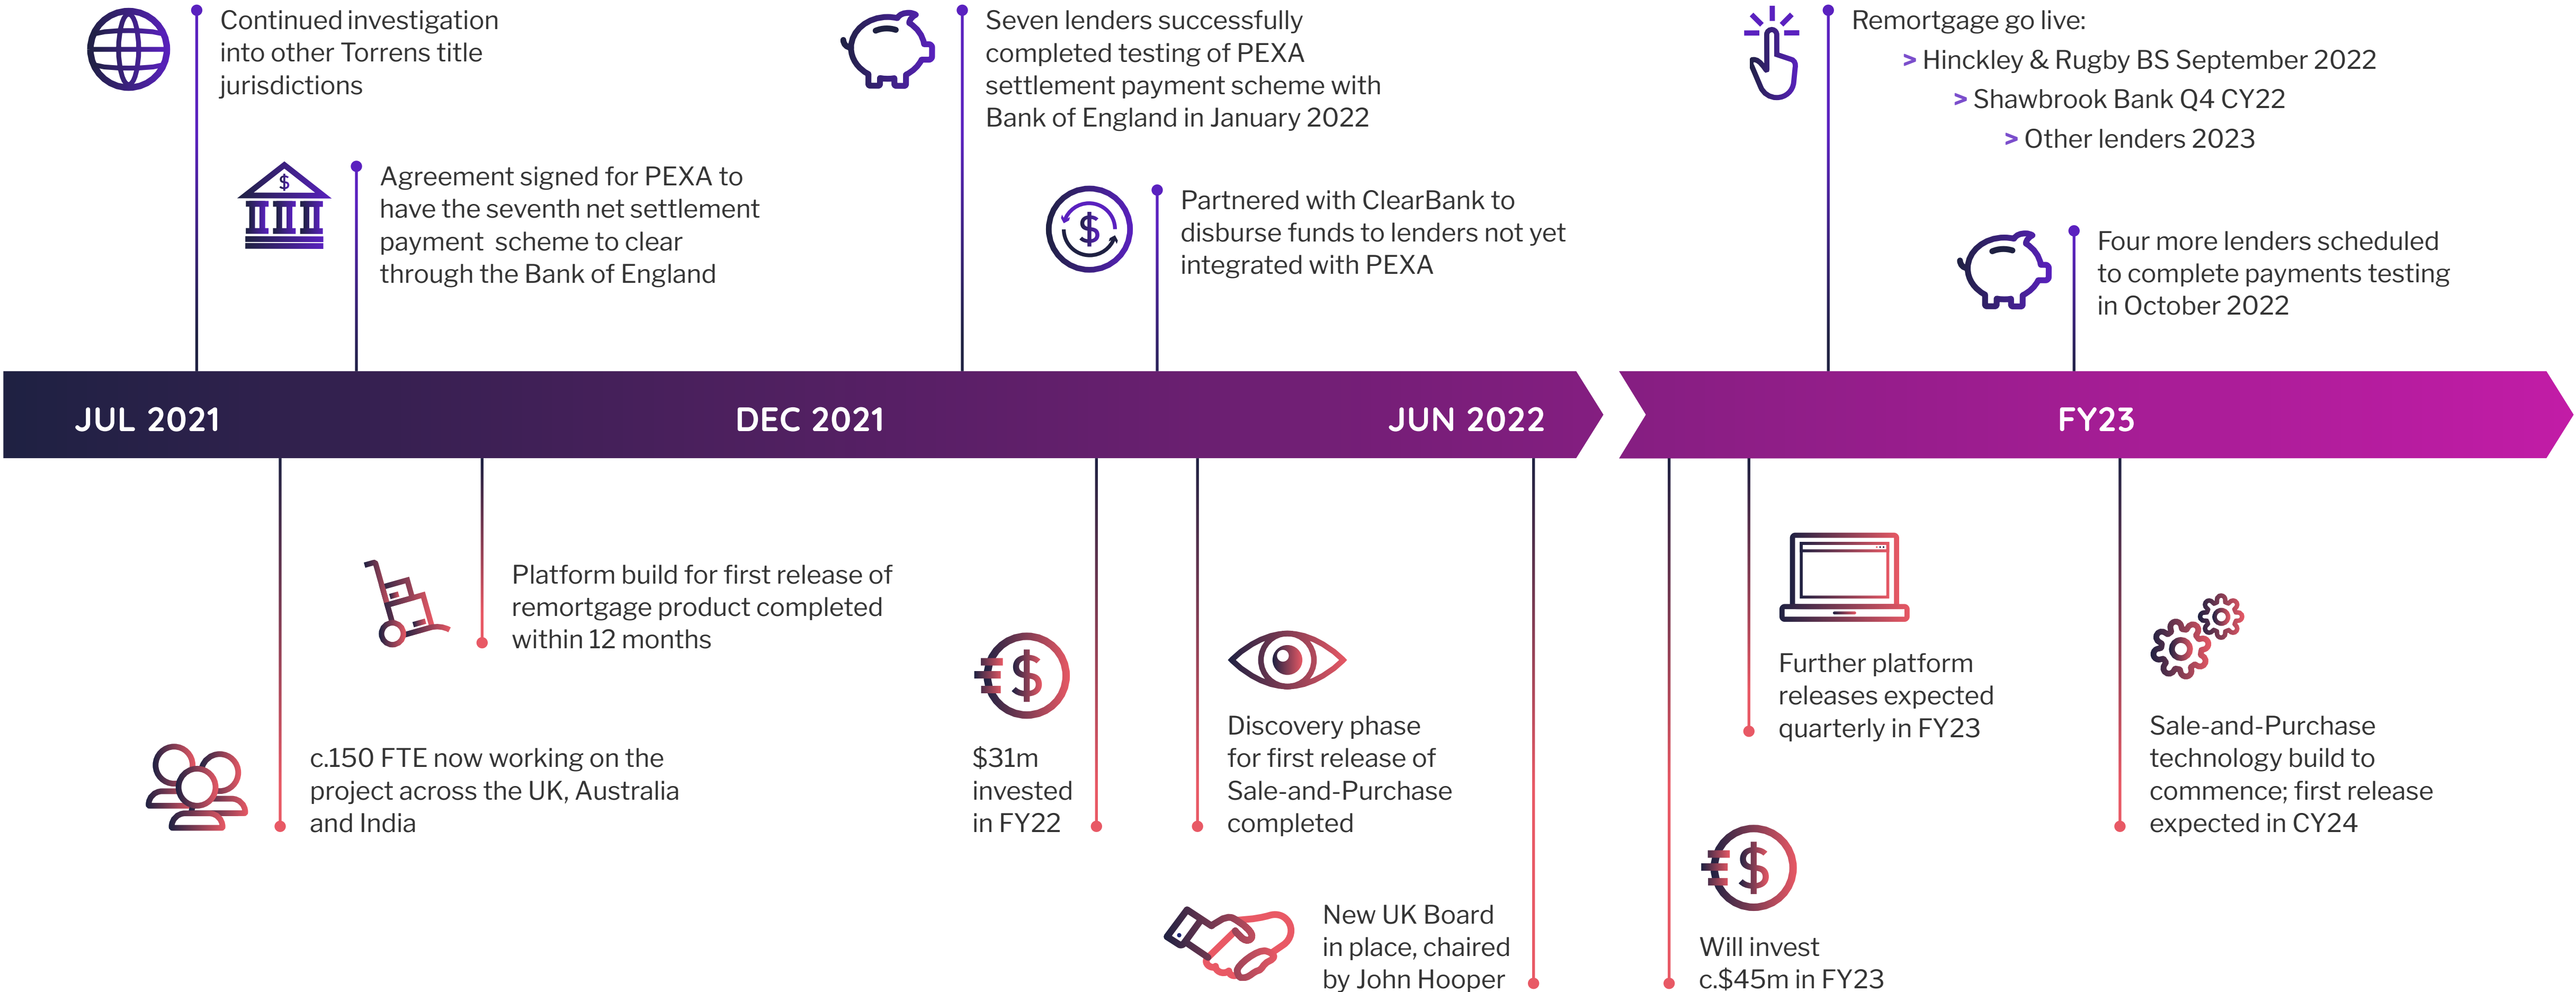 Continued investigation
into other Torrens title
jurisdictions
Agreement signed for PEXA to
have the seventh net settlement
payment scheme to clear
through the Bank of England
Seven lenders successfully
completed testing of PEXA
settlement payment scheme with
Bank of England in January 2022
Partnered with ClearBank to
disburse funds to lenders not yet
integrated with PEXA
Remortgage go live:
> Hinckley & Rugby BS September 2022
> Shawbrook Bank Q4 CY22
> Other lenders 2023
Four more lenders scheduled
to complete payments testing
in October 2022
JUL 2021
DEC 2021
JUN 2022
FY23
Platform build for first release of
remortgage product completed
within 12 months
c.150 FTE now working on the
project across the UK, Australia
and India
$31m
invested
in FY22
Discovery phase
for first release of
Sale-and-Purchase
completed
New UK Board
in place, chaired
by John Hooper
Further platform
releases expected
quarterly in FY23
Will invest
c.$45m in FY23
Sale-and-Purchase
technology build to
commence; first release
expected in CY24